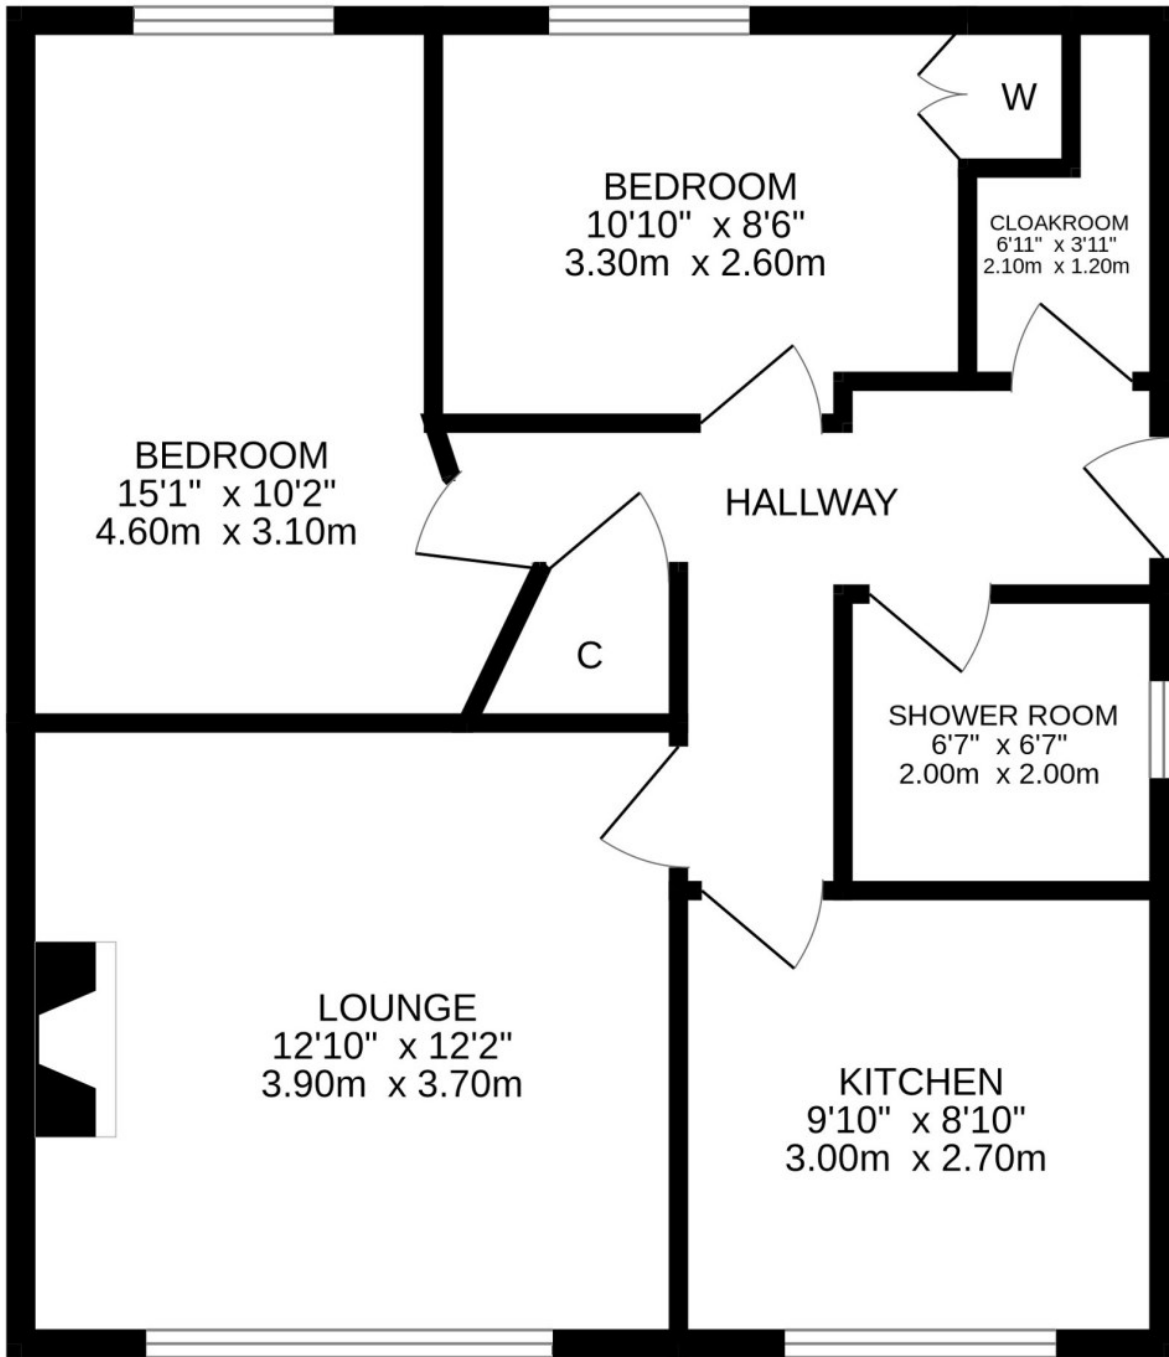 W
BEDROOM
10'10" x 8'6"
3.30m x 2.60m
CLOAKROOM
6'11" x 3'11"
2.10m x 1.20m
BEDROOM
15'1" x 10'2"
4.60m x 3.10m
HALLWAY
C
SHOWER ROOM
6'7" x 6'7"
2.00m x 2.00m
LOUNGE
12'10" x 12'2"
3.90m x 3.70m
KITCHEN
9'10" x 8'10"
3.00m x 2.70m